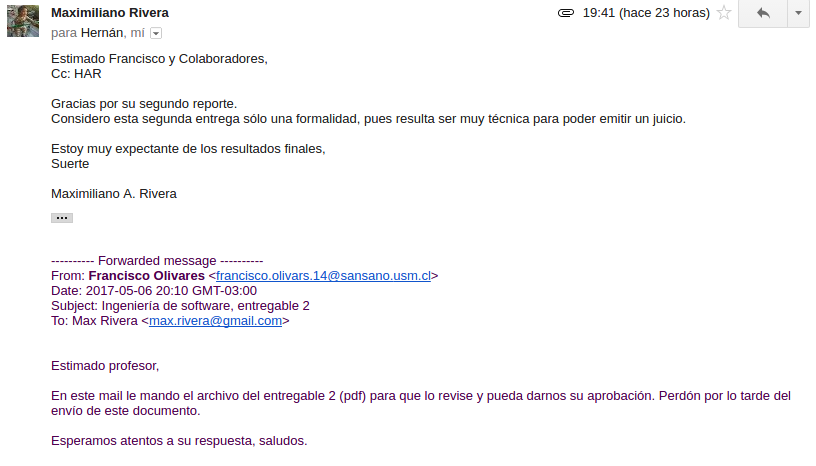 Maximiliano Rivera
19:41 (hace 23 horas)
para Hernán, mí
Estimado Francisco y Colaboradores,
Cc: HAR
Gracias por su segundo reporte.
Considero esta segunda entrega sólo una formalidad, pues resulta ser muy técnica para poder emitir un juicio.
Estoy muy expectante de los resultados finales,
Suerte
Maximiliano A. Rivera
---------- Forwarded message ----------
From: Francisco Olivares <francisco.olivars.14@sansano.usm.cl>
Date: 2017-05-06 20:10 GMT-03:00
Subject: Ingeniería de software, entregable 2
To: Max Rivera <max.rivera@gmail.com>
Estimado profesor,
En este mail le mando el archivo del entregable 2 (pdf) para que lo revise y pueda darnos su aprobación. Perdón por lo tarde del
envío de este documento.
Esperamos atentos a su respuesta, saludos.